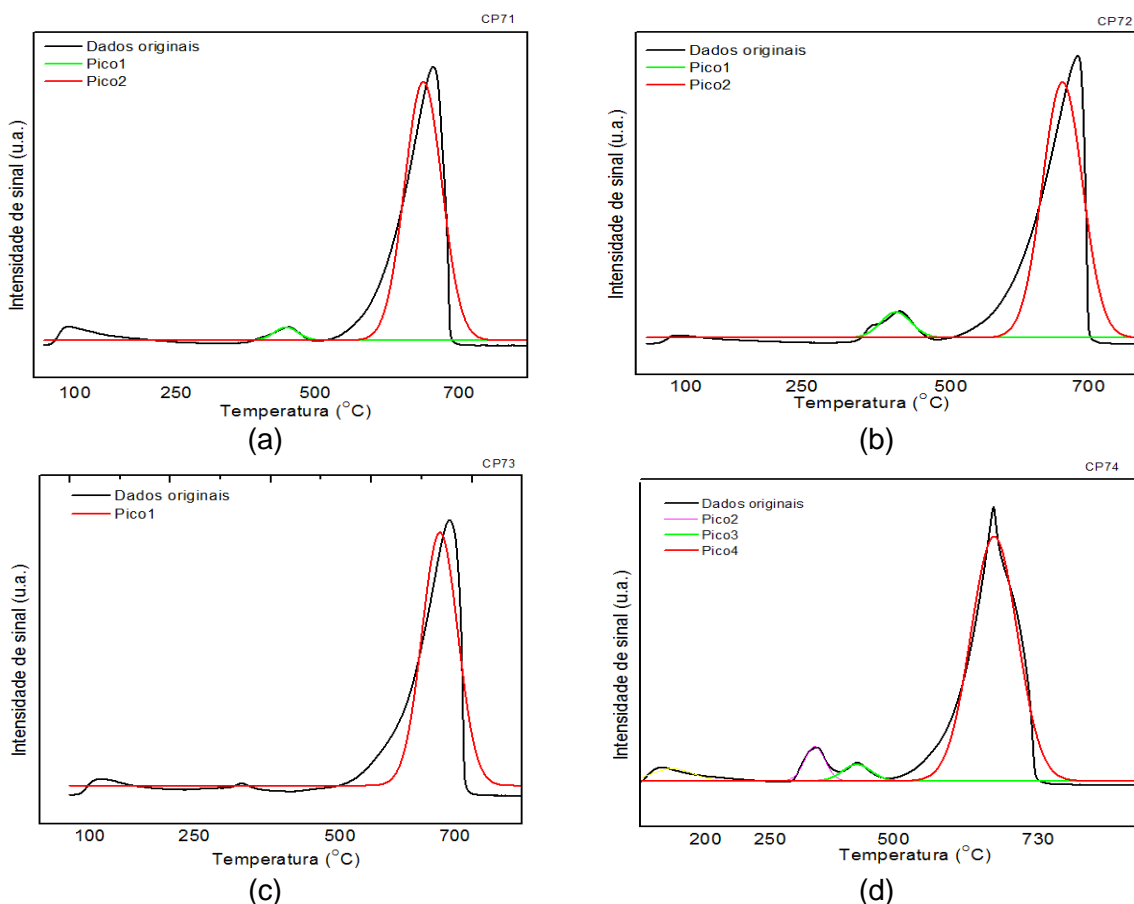 CP71
Dados originais
Pico1
Pico2
Intensidade de sinal (u.a.)
100 250 500 700
Temperatura (°C)
(a)
CP72
Dados originais
Pico1
Pico2
Intensidade de sinal (u.a.)
100 250 500 700
Temperatura (°C)
(b)
CP73
Dados originais
Pico1
Intensidade de sinal (u.a.)
100 250 500 700
Temperatura (°C)
(c)
CP74
Dados originais
Pico2
Pico3
Pico4
Intensidade de sinal (u.a.)
200 250 500 730
Temperatura (°C)
(d)